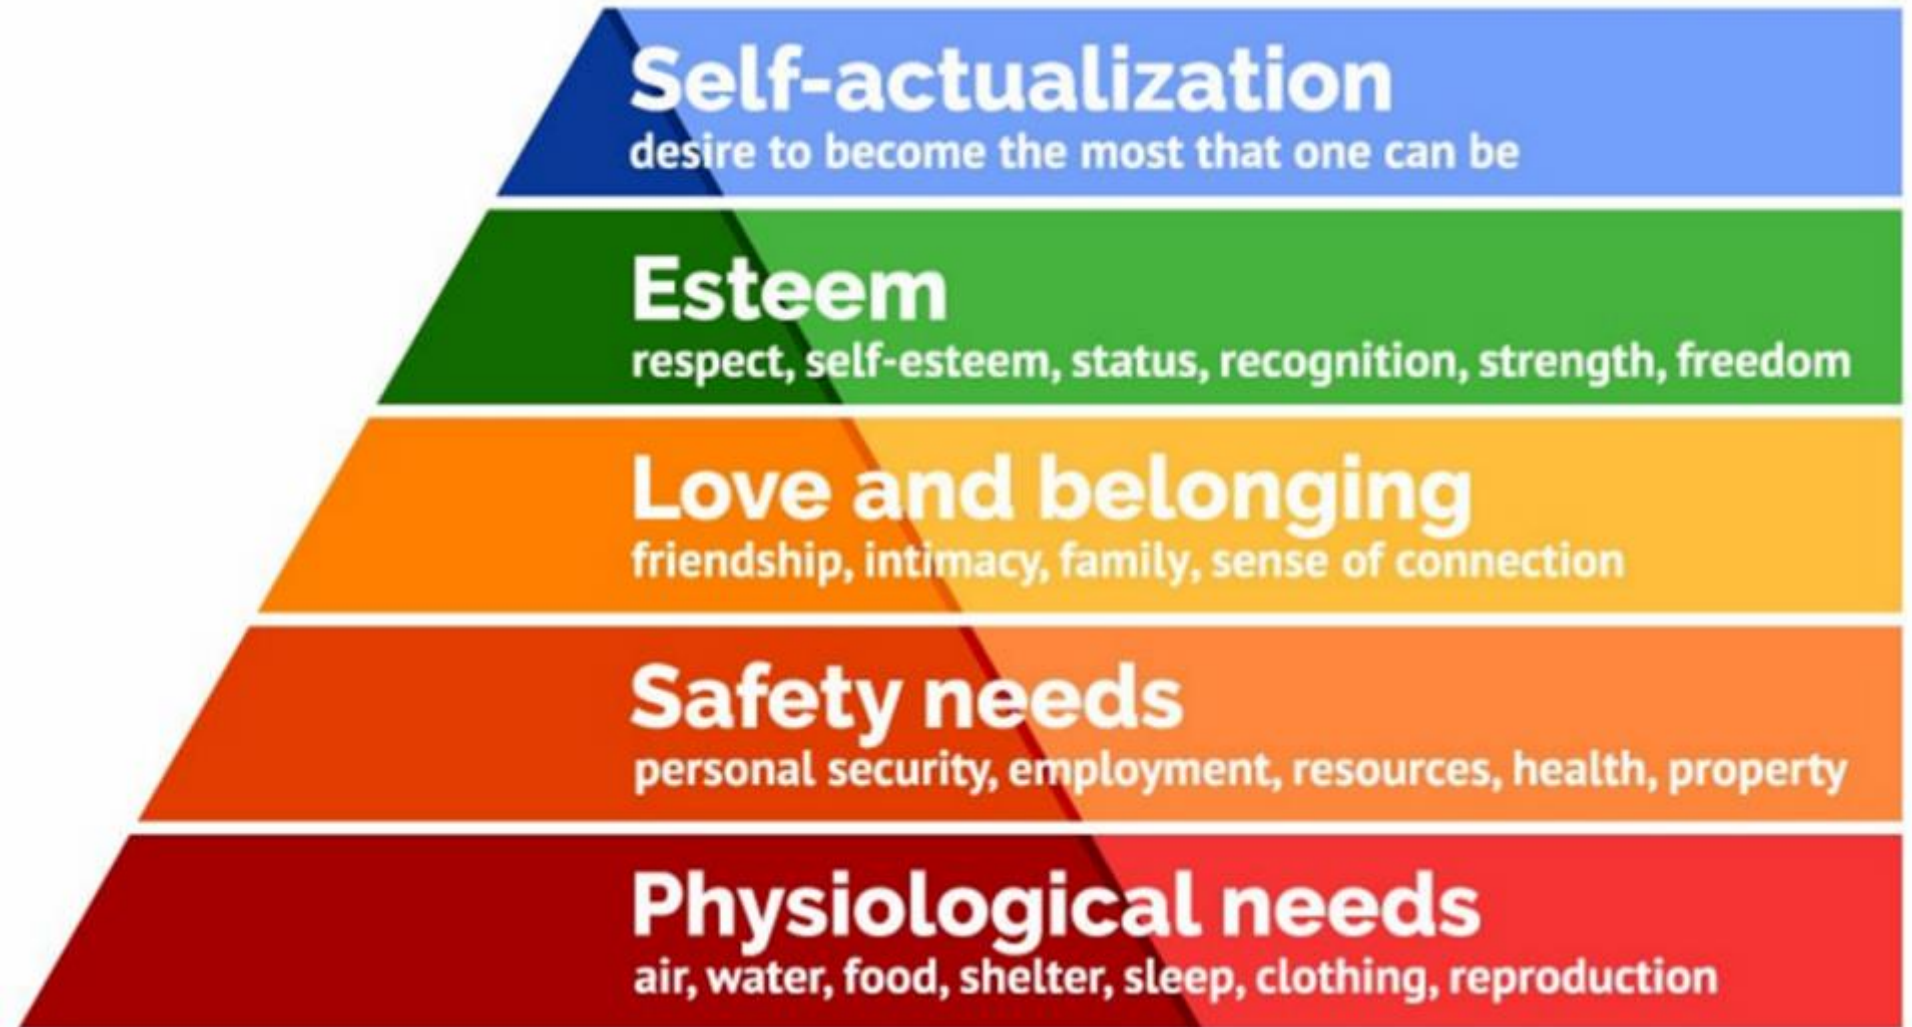 Self-actualization
desire to become the most that one can be
Esteem
respect, self-esteem, status, recognition, strength, freedom
Love and belonging
friendship, intimacy, family, sense of connection
Safety needs
personal security, employment, resources, health, property
Physiological needs
air, water, food, shelter, sleep, clothing, reproduction